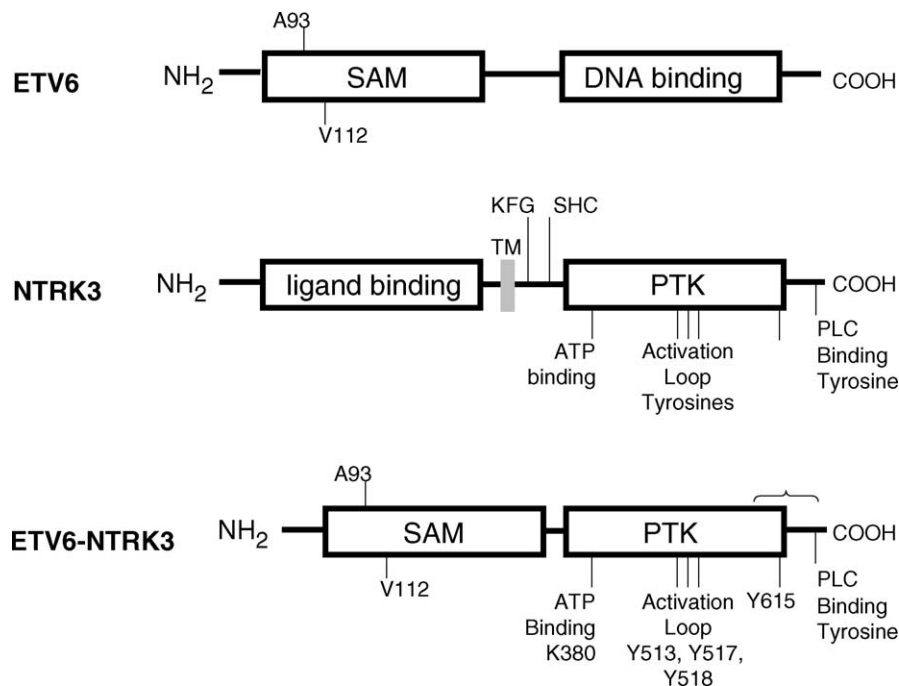 A93
ETV6
NH2
SAM
DNA binding
COOH
V112
KFG
SHC
TM
NTRK3
NH2
ligand binding
PTK
COOH
ATP
binding
Activation
Loop
Tyrosines
PLC
Binding
Tyrosine
A93
ETV6-NTRK3
NH2
SAM
PTK
COOH
V112
ATP
Binding
K380
Activation
Loop
Y513, Y517,
Y518
Y615
PLC
Binding
Tyrosine